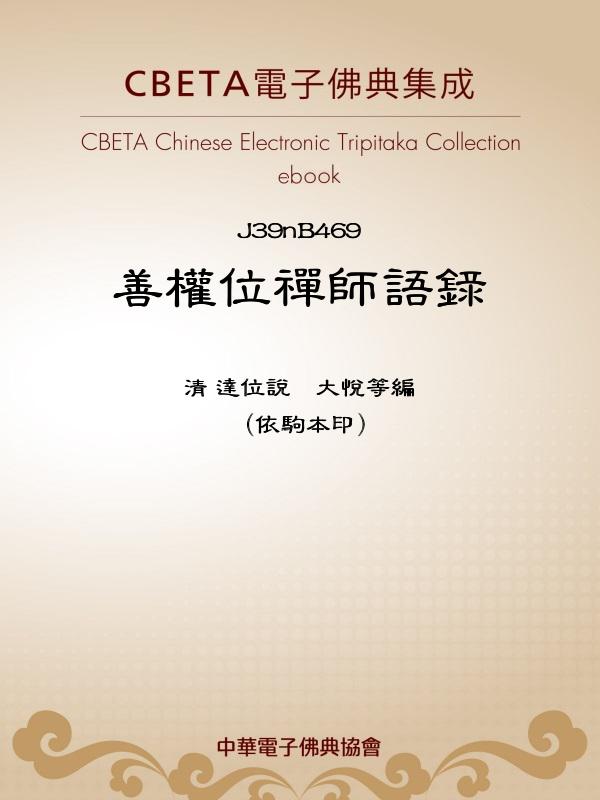 CBETA電子佛典集成
CBETA Chinese Electronic Tripitaka Collection
ebook
J39nB469
善權位禪師語錄
清 達位說　大悅等編
（依駒本印）
中華電子佛典協會